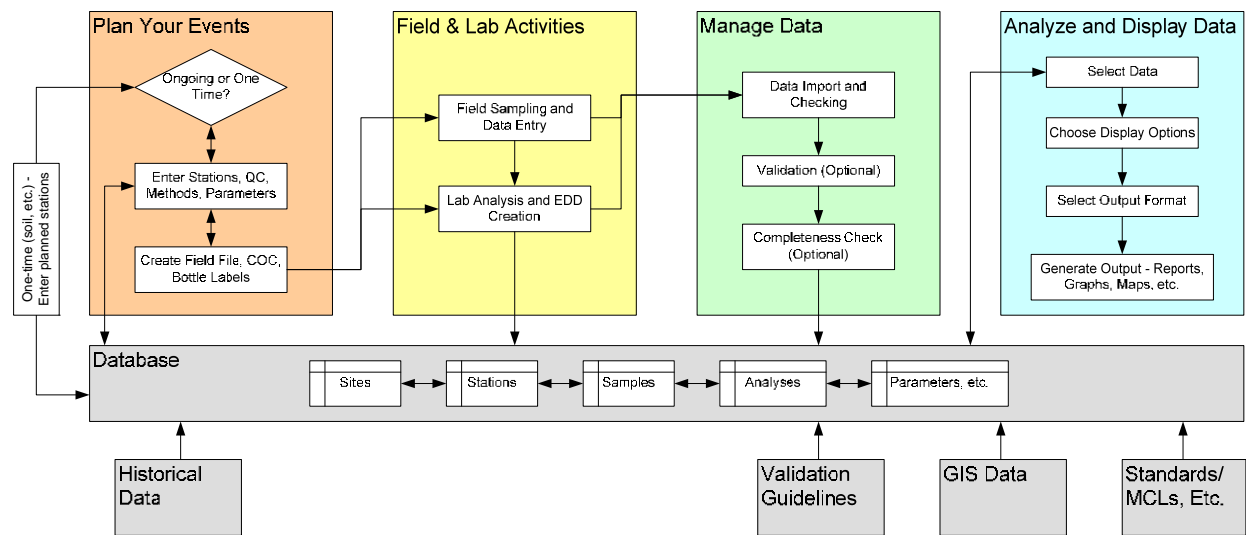 Plan Your Events
Ongoing or One
Time?
Enter Stations, QC,
Methods, Parameters
Create Field File, COC,
Bottle Labels
One-time (soil, etc.) -
Enter planned stations
Field & Lab Activities
Field Sampling and
Data Entry
Lab Analysis and EDD
Creation
Manage Data
Data Import and
Checking
Validation (Optional)
Completeness Check
(Optional)
Analyze and Display Data
Select Data
Choose Display Options
Select Output Format
Generate Output - Reports,
Graphs, Maps, etc.
Database
Sites
Stations
Samples
Analyses
Parameters, etc.
Historical
Data
Validation
Guidelines
GIS Data
Standards/
MCLs, Etc.